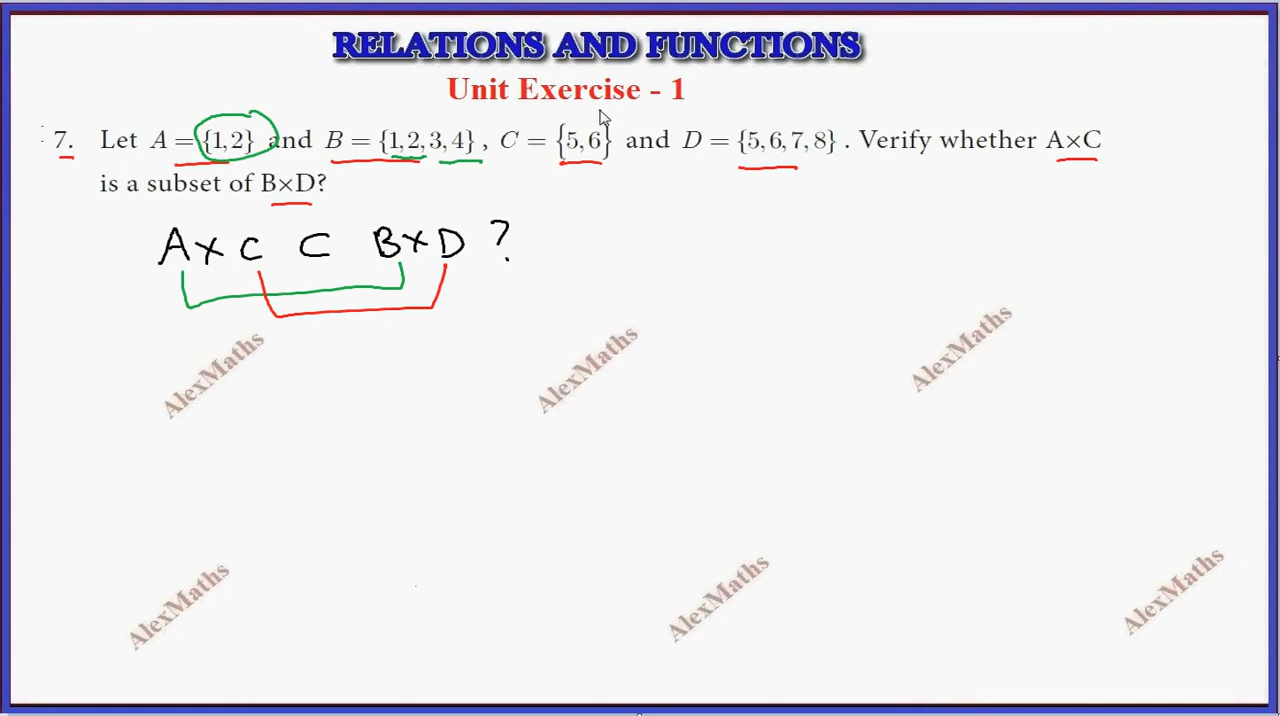 RELATIONS AND FUNCTIONS
Unit Exercise - 1
7. Let A = {1, 2} and B = {1, 2, 3, 4} , C = {5, 6} and D = {5, 6, 7, 8} . Verify whether A×C
is a subset of B×D?
A × C ⊂ B × D ?
AlexMaths
AlexMaths
AlexMaths
AlexMaths
AlexMaths
AlexMaths